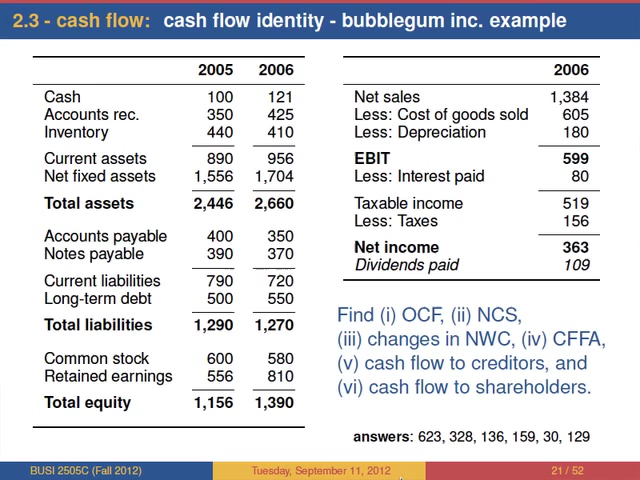 2.3 - cash flow: cash flow identity - bubblegum inc. example
2005 2006
Cash 100 121
Accounts rec. 350 425
Inventory 440 410
Current assets 890 956
Net fixed assets 1,556 1,704
Total assets 2,446 2,660
Accounts payable 400 350
Notes payable 390 370
Current liabilities 790 720
Long-term debt 500 550
Total liabilities 1,290 1,270
Common stock 600 580
Retained earnings 556 810
Total equity 1,156 1,390
2006
Net sales 1,384
Less: Cost of goods sold 605
Less: Depreciation 180
EBIT 599
Less: Interest paid 80
Taxable income 519
Less: Taxes 156
Net income 363
Dividends paid 109
Find (i) OCF, (ii) NCS,
(iii) changes in NWC, (iv) CFFA,
(v) cash flow to creditors, and
(vi) cash flow to shareholders.
answers: 623, 328, 136, 159, 30, 129
BUSI 2505C (Fall 2012) Tuesday, September 11, 2012 21 / 52